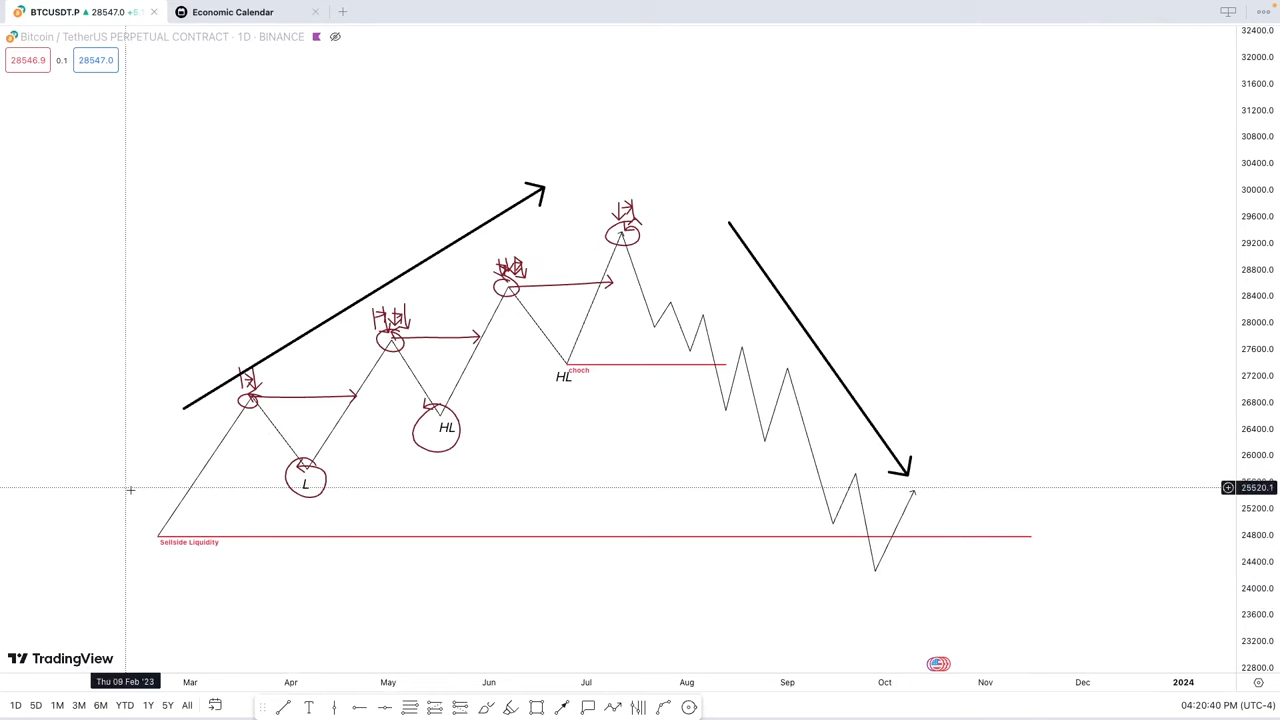 BTCUSDT.P ▲ 28547.0 +5.
Economic Calendar
Bitcoin / TetherUS PERPETUAL CONTRACT · 1D · BINANCE
28546.9 0.1 28547.0
32400.0
32000.0
31600.0
31200.0
30800.0
30400.0
30000.0
29600.0
29200.0
28800.0
28400.0
28000.0
27600.0
27200.0
26800.0
26400.0
26000.0
25520.1
25200.0
24800.0
24400.0
24000.0
23600.0
23200.0
22800.0
HL
choch
HL
L
Sellside Liquidity
TradingView
Thu 09 Feb '23
Mar Apr May Jun Jul Aug Sep Oct Nov Dec 2024
1D 5D 1M 3M 6M YTD 1Y 5Y All
04:20:40 PM (UTC-4)